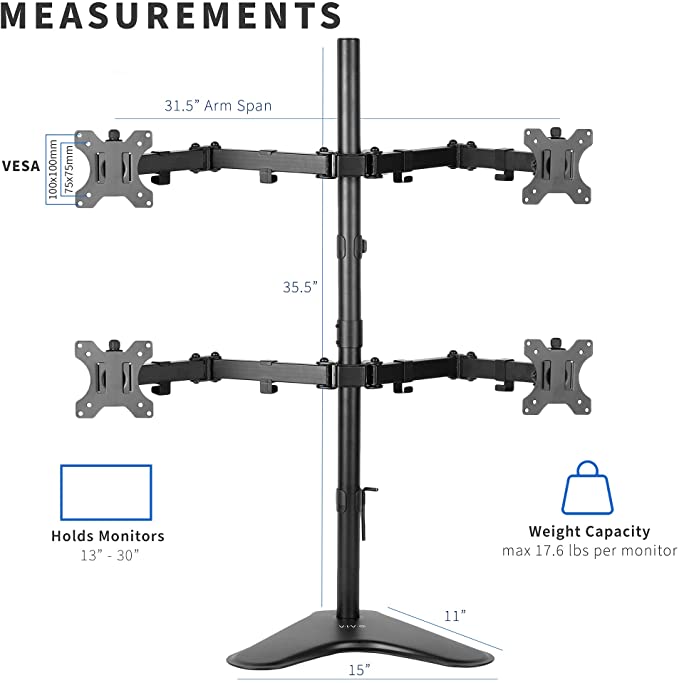 MEASUREMENTS
31.5” Arm Span
VESA
100x100mm
75x75mm
35.5”
Holds Monitors
13” - 30”
Weight Capacity
max 17.6 lbs per monitor
VIVO
11”
15”